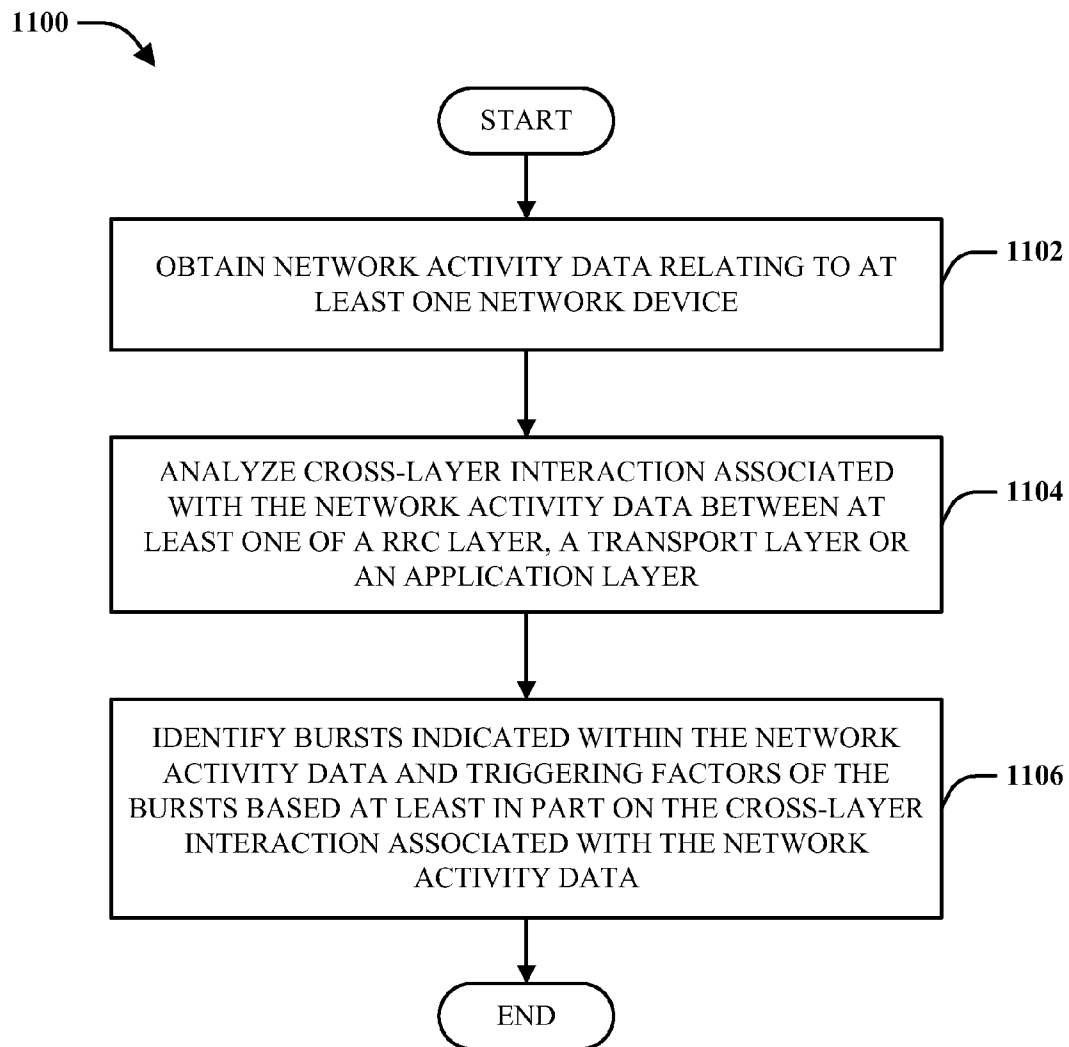 1100
START
OBTAIN NETWORK ACTIVITY DATA RELATING TO AT
LEAST ONE NETWORK DEVICE
1102
ANALYZE CROSS-LAYER INTERACTION ASSOCIATED
WITH THE NETWORK ACTIVITY DATA BETWEEN AT
LEAST ONE OF A RRC LAYER, A TRANSPORT LAYER OR
AN APPLICATION LAYER
1104
IDENTIFY BURSTS INDICATED WITHIN THE NETWORK
ACTIVITY DATA AND TRIGGERING FACTORS OF THE
BURSTS BASED AT LEAST IN PART ON THE CROSS-LAYER
INTERACTION ASSOCIATED WITH THE NETWORK
ACTIVITY DATA
1106
END